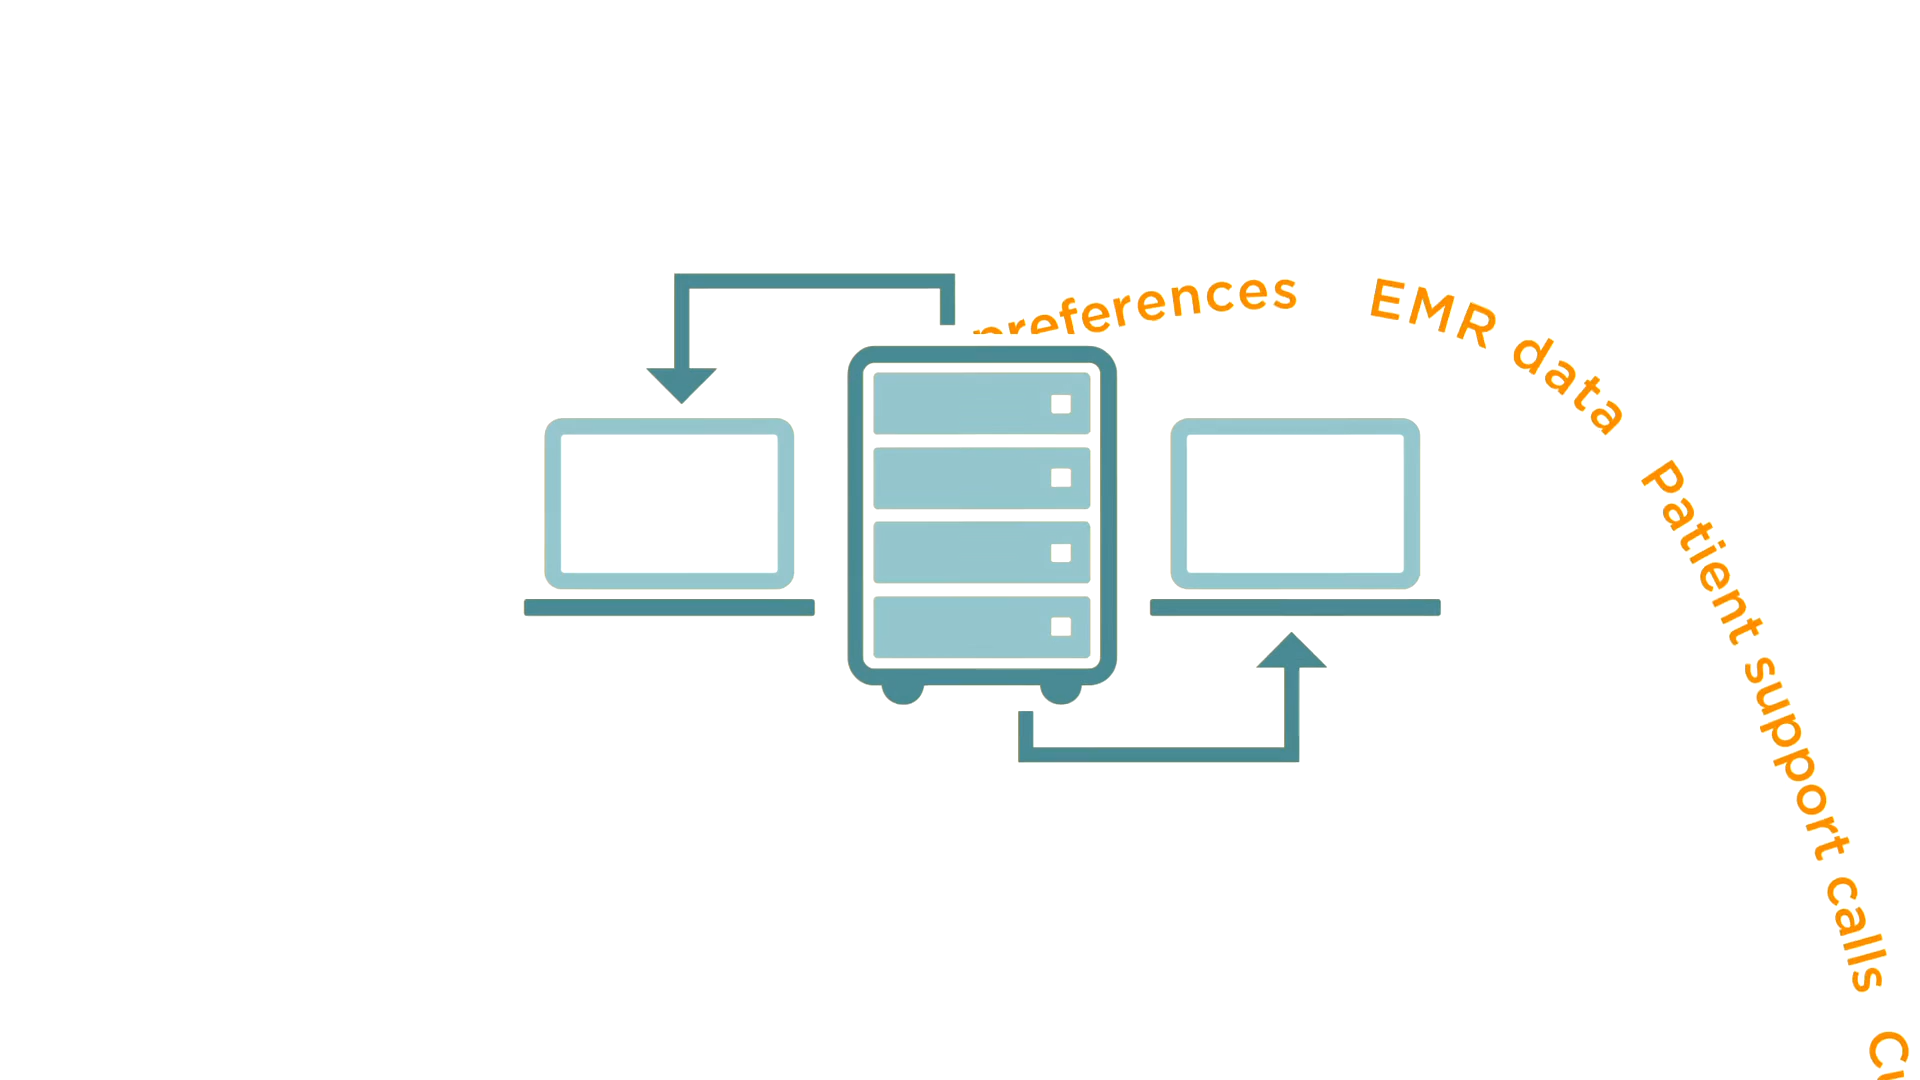 preferences
EMR data
Patient support calls